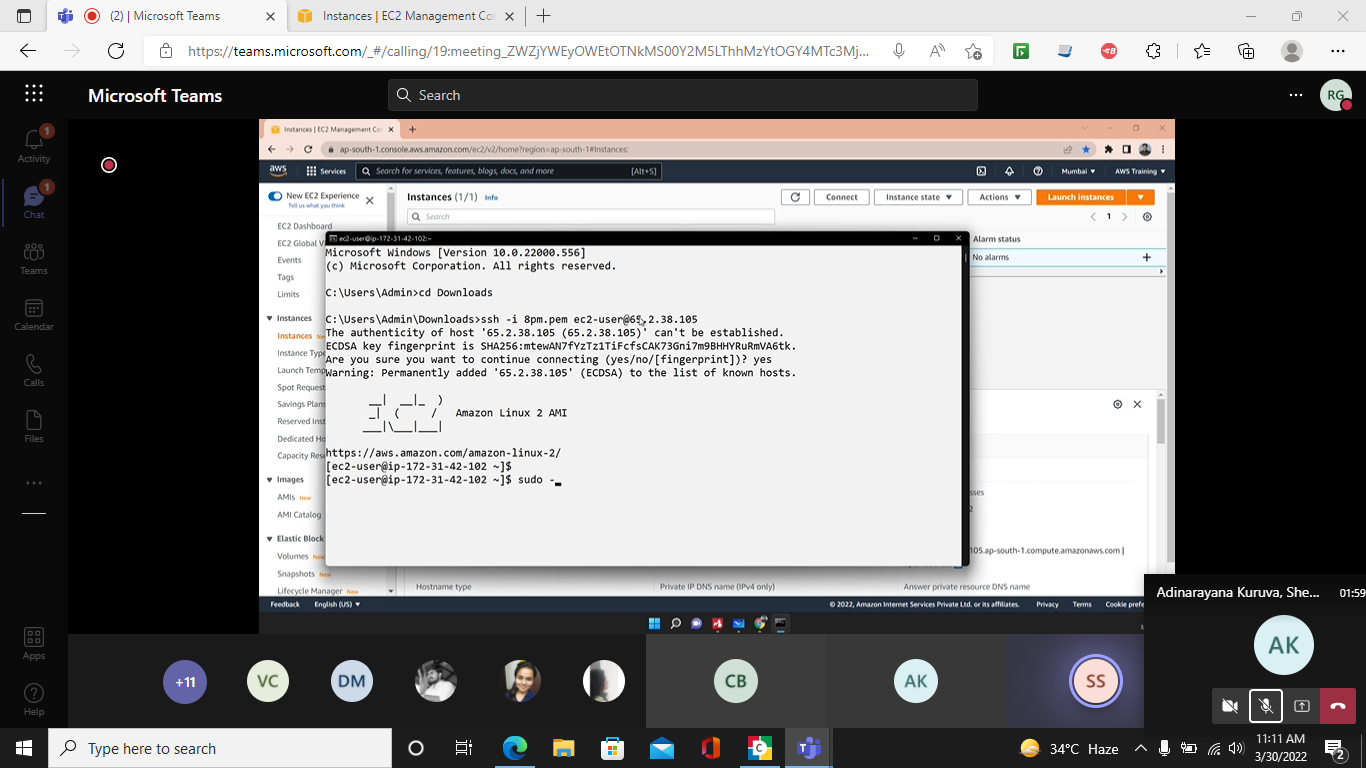 (2) | Microsoft Teams
Instances | EC2 Management Co
https://teams.microsoft.com/_#/calling/19:meeting_ZWZjYWEyOWEtOTNkMS00Y2M5LThhMzYtOGY4MTc3Mj...
Microsoft Teams
Search
RG
1
Activity
1
Chat
Teams
Calendar
Calls
Files
Apps
Help
Instances | EC2 Management Con
ap-south-1.console.aws.amazon.com/ec2/v2/home?region=ap-south-1#Instances:
aws
Services
Search for services, features, blogs, docs, and more
[Alt+S]
Mumbai
AWS Training
New EC2 Experience
Tell us what you think
EC2 Dashboard
EC2 Global V
Events
Tags
Limits
Instances
Instances New
Instance Type
Launch Temp
Spot Request
Savings Plans
Reserved Inst
Dedicated Ho
Capacity Rese
Images
AMIs New
AMI Catalog
Elastic Block
Volumes New
Snapshots New
Lifecycle Manager New
Instances (1/1) Info
Connect
Instance state
Actions
Launch instances
Search
1
Alarm status
No alarms
ec2-user@ip-172-31-42-102:~
Microsoft Windows [Version 10.0.22000.556]
(c) Microsoft Corporation. All rights reserved.
C:\Users\Admin>cd Downloads
C:\Users\Admin\Downloads>ssh -i 8pm.pem ec2-user@65.2.38.105
The authenticity of host '65.2.38.105 (65.2.38.105)' can't be established.
ECDSA key fingerprint is SHA256:mtewAN7fYzTz1TiFcfsCAK73Gni7m9BHHYRuRmVA6tk.
Are you sure you want to continue connecting (yes/no/[fingerprint])? yes
Warning: Permanently added '65.2.38.105' (ECDSA) to the list of known hosts.
__| __|_ )
_| ( / Amazon Linux 2 AMI
___|\___|___|
https://aws.amazon.com/amazon-linux-2/
[ec2-user@ip-172-31-42-102 ~]$
[ec2-user@ip-172-31-42-102 ~]$ sudo -_
sses
2
105.ap-south-1.compute.amazonaws.com |
Hostname type
Private IP DNS name (IPv4 only)
Answer private resource DNS name
Feedback
English (US)
© 2022, Amazon Internet Services Private Ltd. or its affiliates.
Privacy
Terms
Cookie prefe
+11
VC
DM
CB
AK
SS
Adinarayana Kuruva, She...
01:59
AK
Type here to search
34°C Haze
11:11 AM
3/30/2022
2